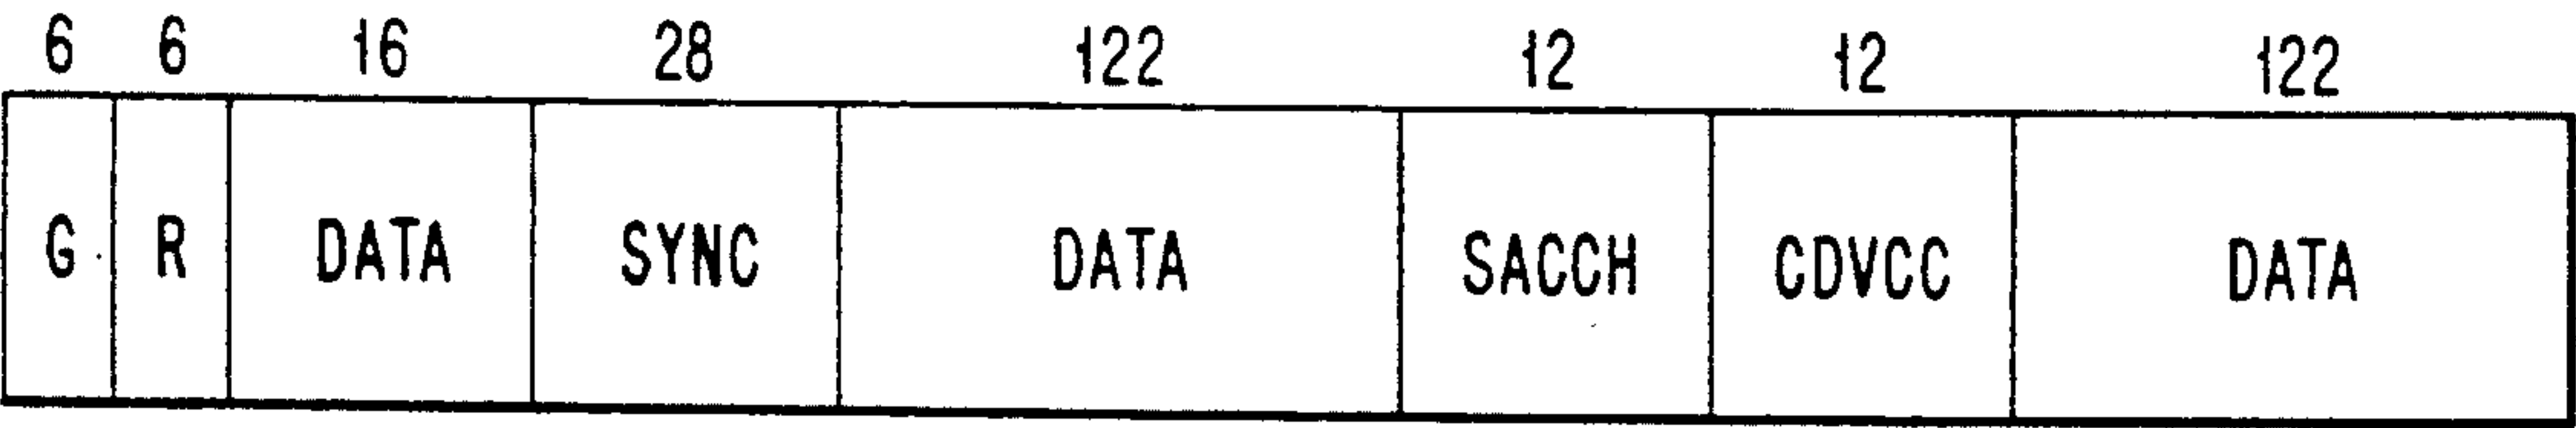 6 6 16 28 122 12 12 122
G R DATA SYNC DATA SACCH CDVCC DATA